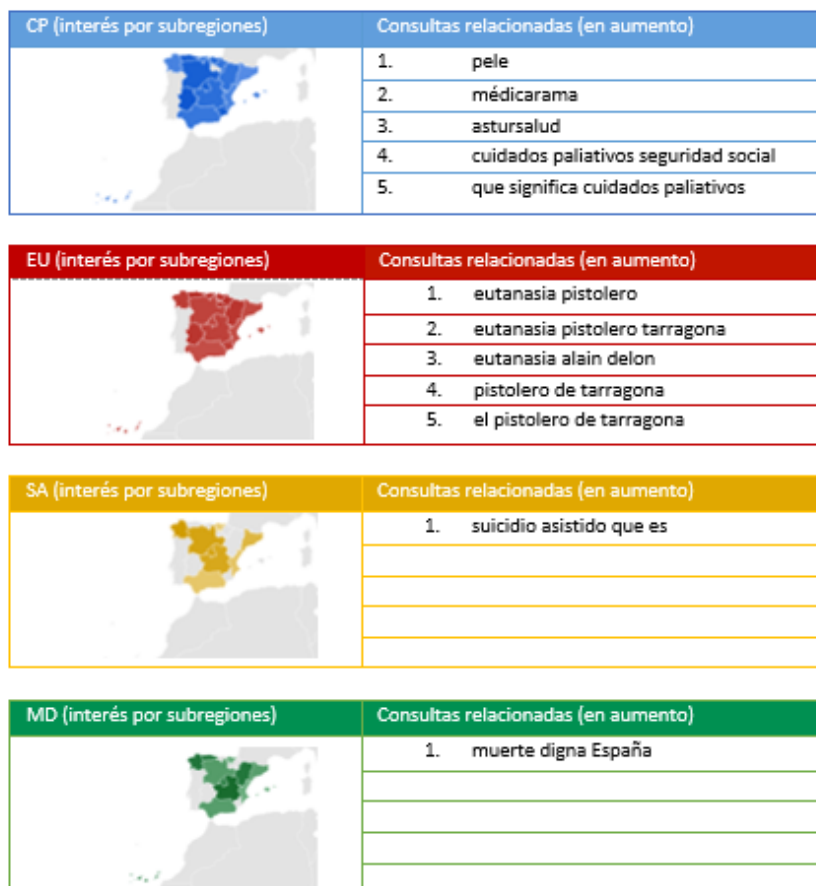 CP (interés por subregiones) Consultas relacionadas (en aumento)
1. pele
2. médicarama
3. astursalud
4. cuidados paliativos seguridad social
5. que significa cuidados paliativos
EU (interés por subregiones) Consultas relacionadas (en aumento)
1. eutanasia pistolero
2. eutanasia pistolero tarragona
3. eutanasia alain delon
4. pistolero de tarragona
5. el pistolero de tarragona
SA (interés por subregiones) Consultas relacionadas (en aumento)
1. suicidio asistido que es
MD (interés por subregiones) Consultas relacionadas (en aumento)
1. muerte digna España